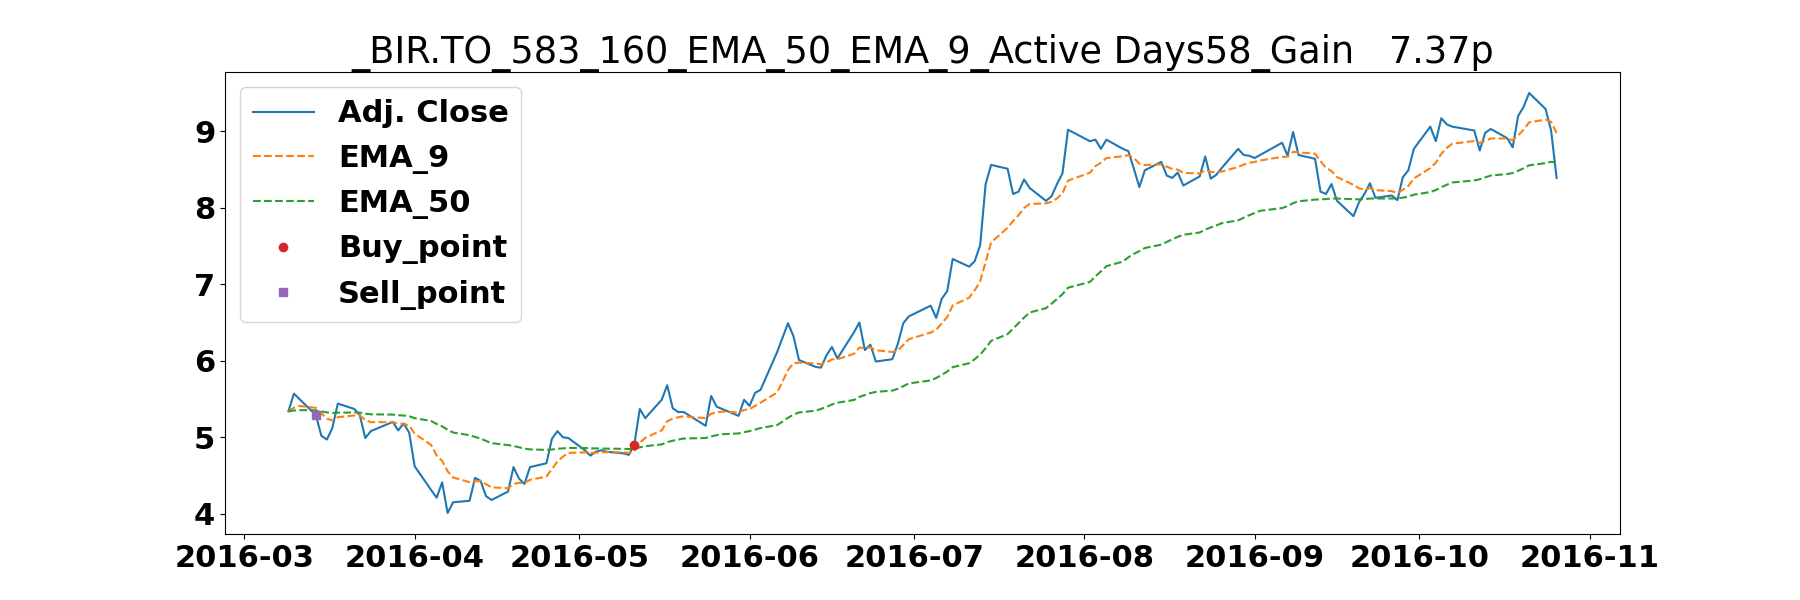 _BIR.TO_583_160_EMA_50_EMA_9_Active Days58_Gain   7.37p
Adj. Close
EMA_9
EMA_50
Buy_point
Sell_point
9
8
7
6
5
4
2016-03 2016-04 2016-05 2016-06 2016-07 2016-08 2016-09 2016-10 2016-11